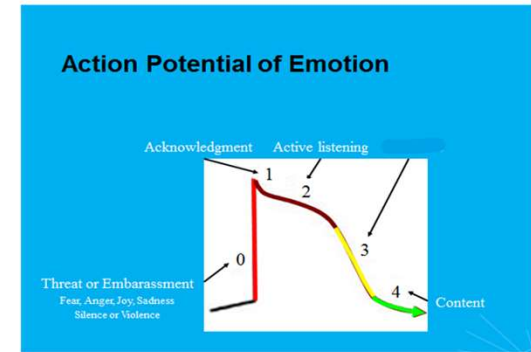 Action Potential of Emotion
Acknowledgment Active listening
1
2
0
3
Threat or Embarassment
Fear, Anger, Joy, Sadness
Silence or Violence
4
Content